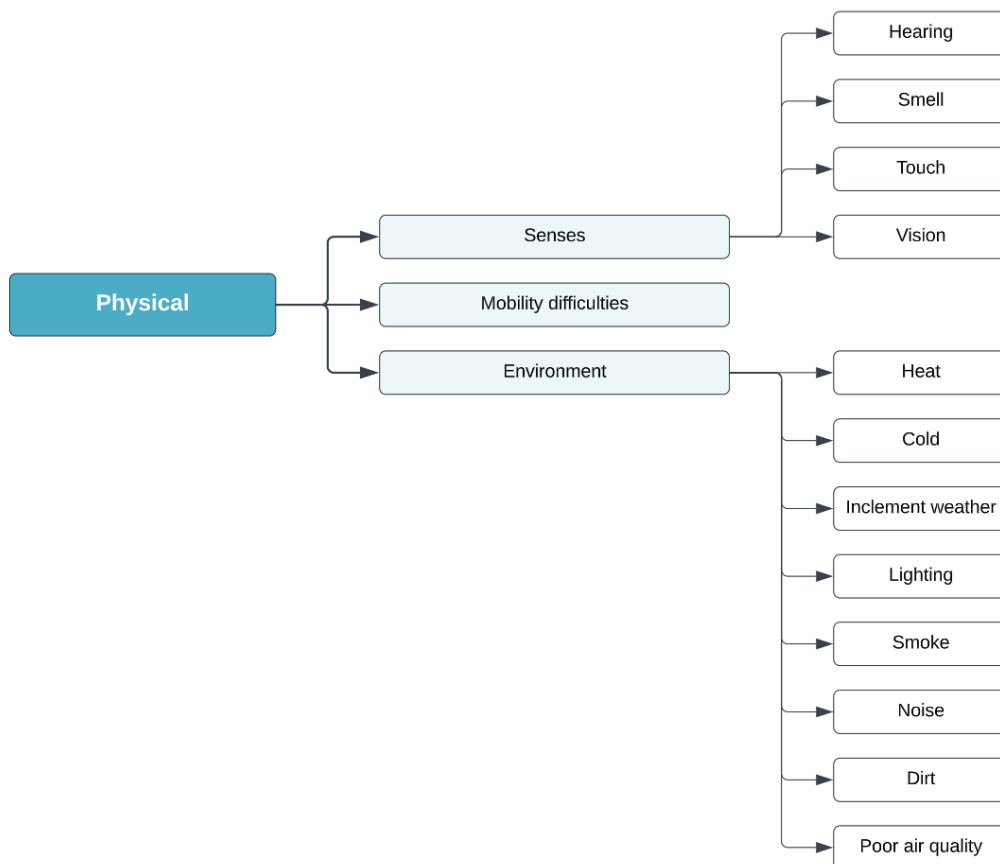 Physical
Senses
Hearing
Smell
Touch
Vision
Mobility difficulties
Environment
Heat
Cold
Inclement weather
Lighting
Smoke
Noise
Dirt
Poor air quality